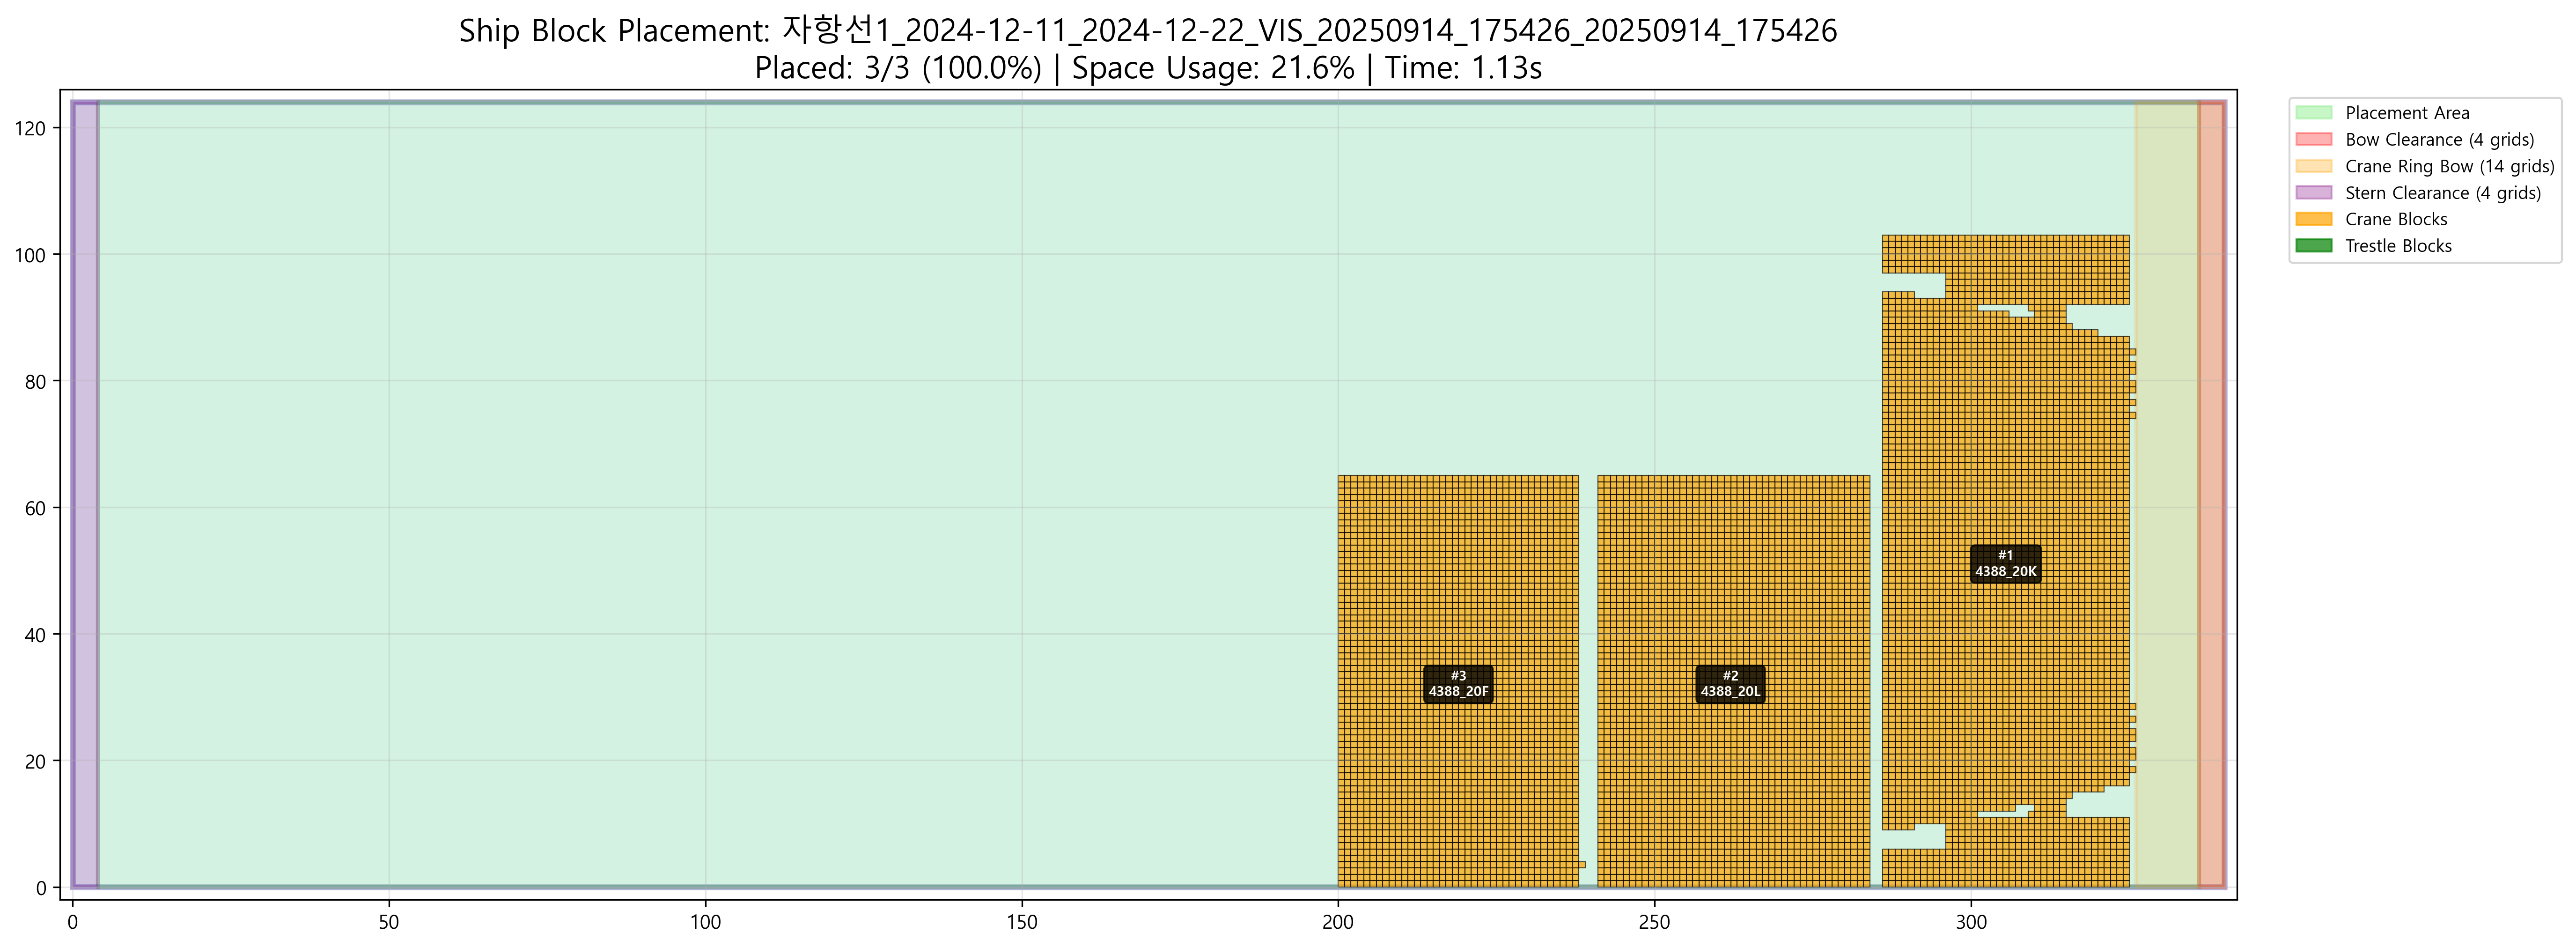 Ship Block Placement: 자항선1_2024-12-11_2024-12-22_VIS_20250914_175426_20250914_175426
Placed: 3/3 (100.0%) | Space Usage: 21.6% | Time: 1.13s
120
100
80
60
40
20
0
0
50
100
150
200
250
300
#1
4388_20K
#3
4388_20F
#2
4388_20L
Placement Area
Bow Clearance (4 grids)
Crane Ring Bow (14 grids)
Stern Clearance (4 grids)
Crane Blocks
Trestle Blocks